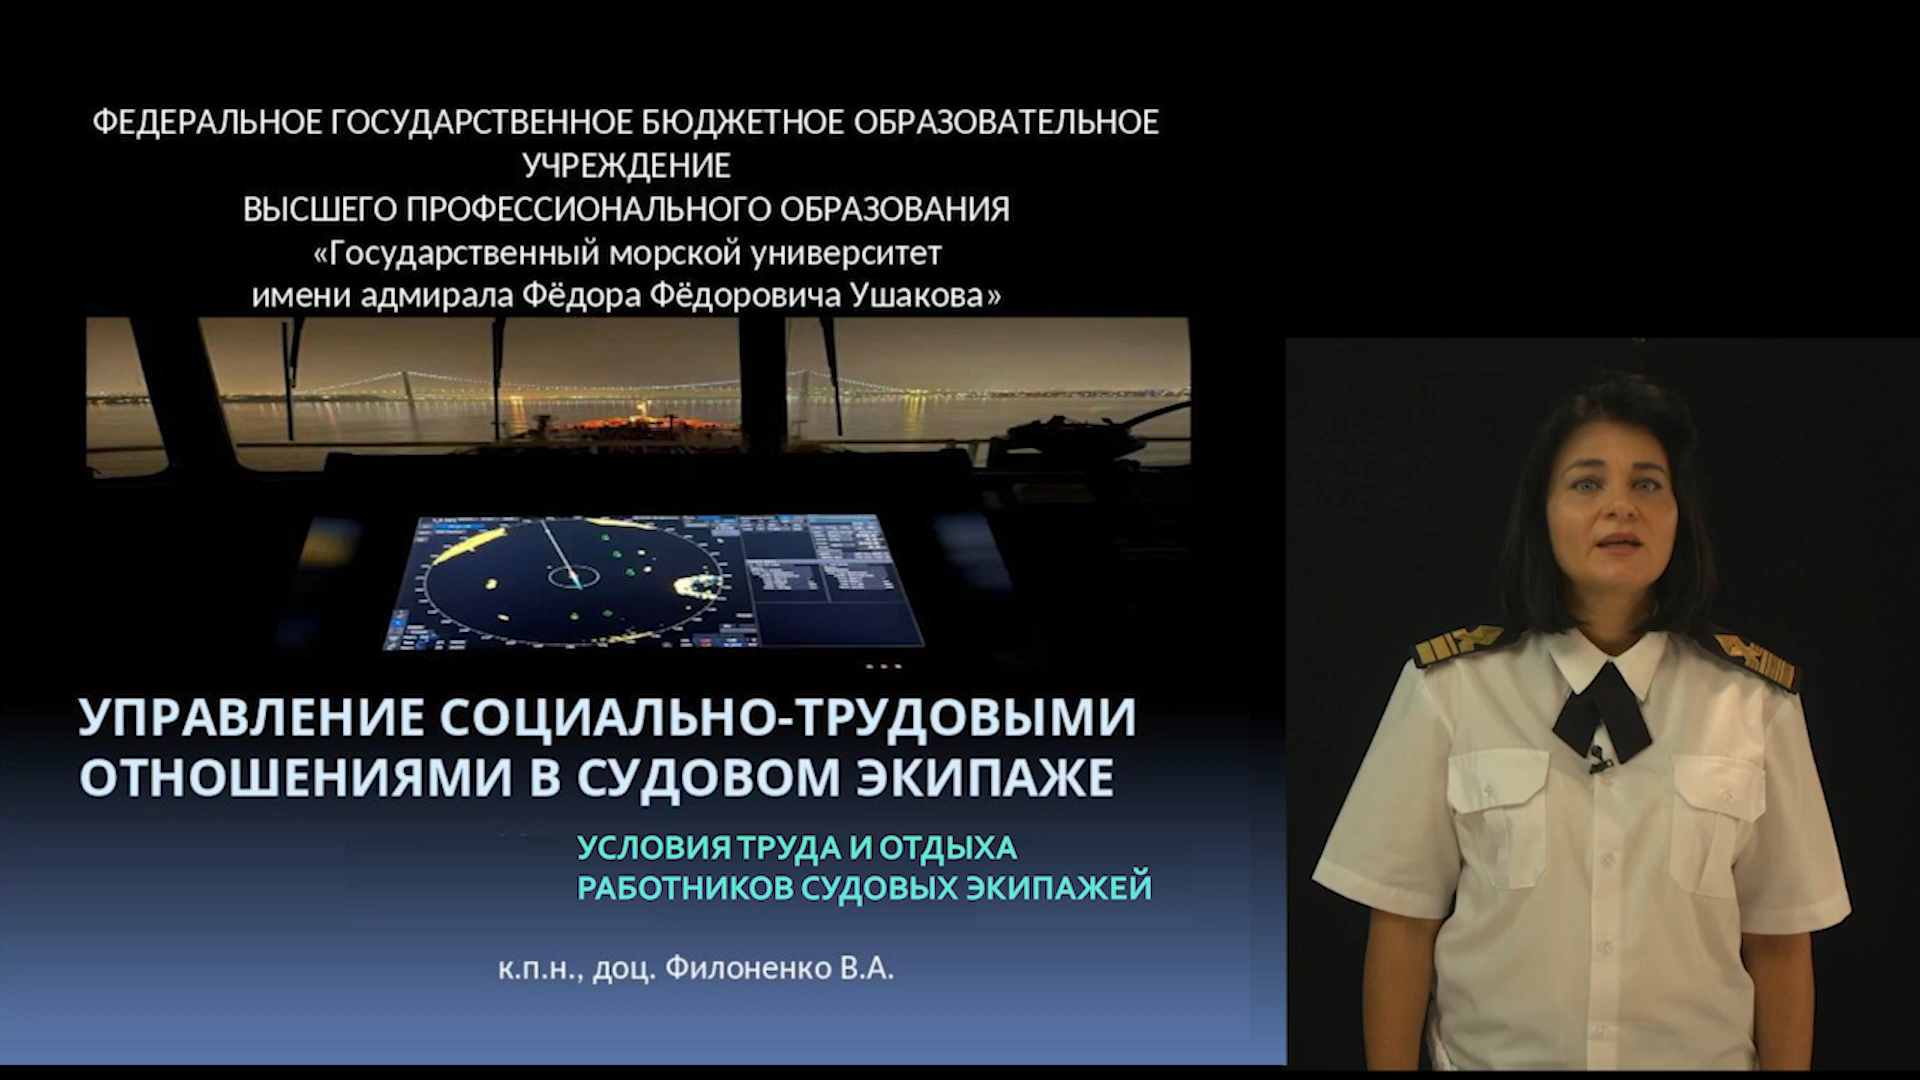 ФЕДЕРАЛЬНОЕ ГОСУДАРСТВЕННОЕ БЮДЖЕТНОЕ ОБРАЗОВАТЕЛЬНОЕ
УЧРЕЖДЕНИЕ
ВЫСШЕГО ПРОФЕССИОНАЛЬНОГО ОБРАЗОВАНИЯ
«Государственный морской университет
имени адмирала Фёдора Фёдоровича Ушакова»
УПРАВЛЕНИЕ СОЦИАЛЬНО-ТРУДОВЫМИ
ОТНОШЕНИЯМИ В СУДОВОМ ЭКИПАЖЕ
УСЛОВИЯ ТРУДА И ОТДЫХА
РАБОТНИКОВ СУДОВЫХ ЭКИПАЖЕЙ
к.п.н., доц. Филоненко В.А.